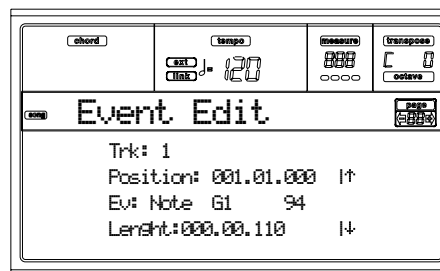 chord tempo measure transpose
ext link ♩= 120 888 C 0
octave
song Event Edit page
Trk: 1
Position: 001.01.000 |↑
Ev: Note G1 94
Lenght:000.00.110 |↓